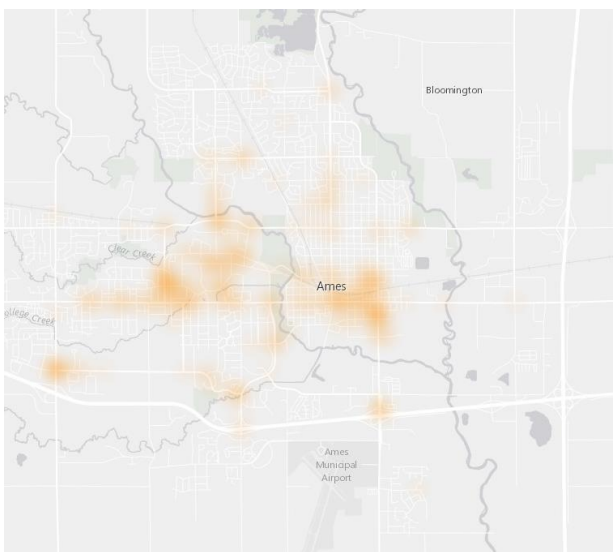 Bloomington
Clear Creek
Ames
College Creek
Ames
Municipal
Airport